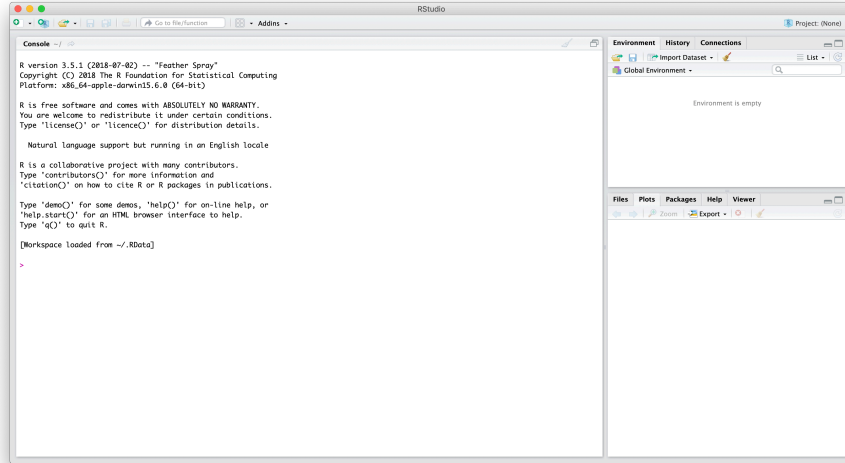 RStudio
Go to file/function
Addins
Project: (None)
Console ~/
R version 3.5.1 (2018-07-02) -- "Feather Spray"
Copyright (C) 2018 The R Foundation for Statistical Computing
Platform: x86_64-apple-darwin15.6.0 (64-bit)
R is free software and comes with ABSOLUTELY NO WARRANTY.
You are welcome to redistribute it under certain conditions.
Type 'license()' or 'licence()' for distribution details.
Natural language support but running in an English locale
R is a collaborative project with many contributors.
Type 'contributors()' for more information and
'citation()' on how to cite R or R packages in publications.
Type 'demo()' for some demos, 'help()' for on-line help, or
'help.start()' for an HTML browser interface to help.
Type 'q()' to quit R.
[Workspace loaded from ~/.RData]
>
Environment History Connections
Import Dataset List
Global Environment
Environment is empty
Files Plots Packages Help Viewer
Zoom Export